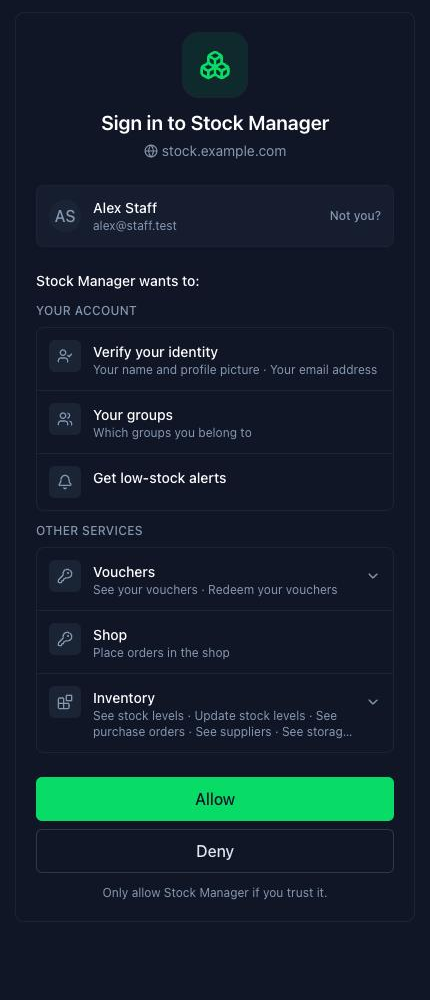 Sign in to Stock Manager
stock.example.com
AS
Alex Staff
alex@staff.test
Not you?
Stock Manager wants to:
YOUR ACCOUNT
Verify your identity
Your name and profile picture · Your email address
Your groups
Which groups you belong to
Get low-stock alerts
OTHER SERVICES
Vouchers
See your vouchers · Redeem your vouchers
Shop
Place orders in the shop
Inventory
See stock levels · Update stock levels · See
purchase orders · See suppliers · See storag...
Allow
Deny
Only allow Stock Manager if you trust it.